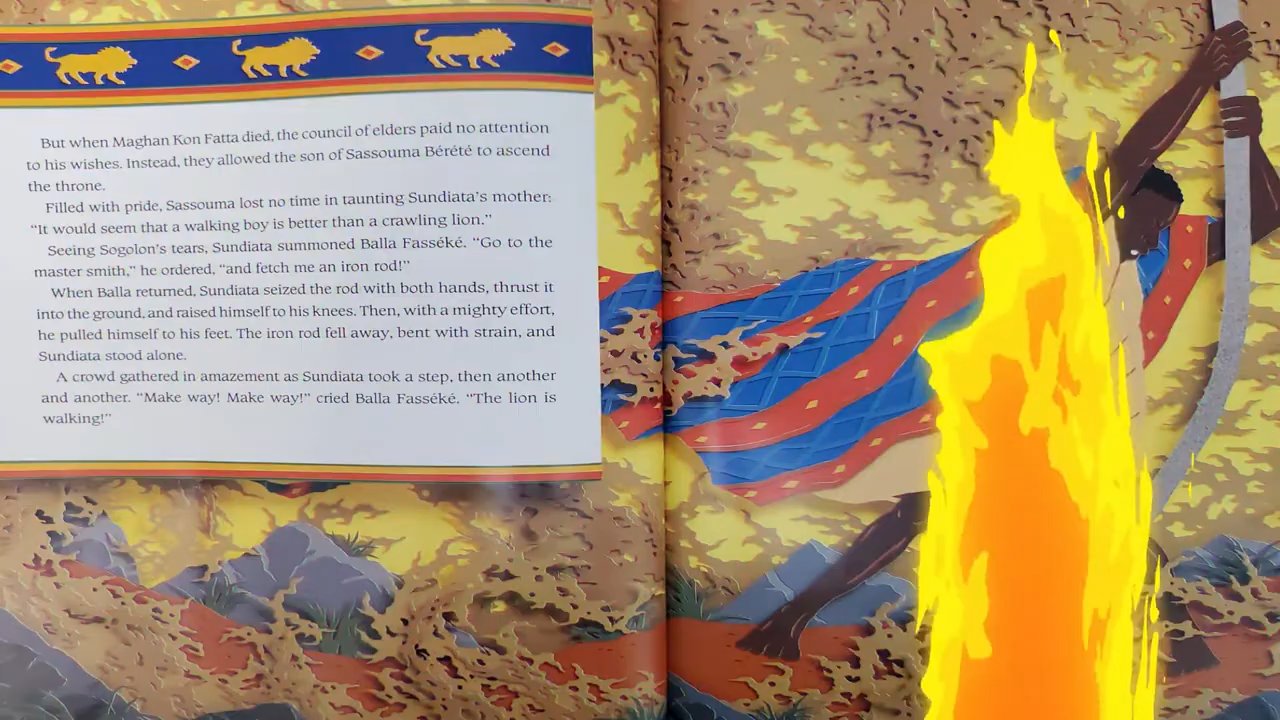 But when Maghan Kon Fatta died, the council of elders paid no attention
to his wishes. Instead, they allowed the son of Sassouma Bérété to ascend
the throne.
Filled with pride, Sassouma lost no time in taunting Sundiata's mother:
“It would seem that a walking boy is better than a crawling lion.”
Seeing Sogolon's tears, Sundiata summoned Balla Fasséké. “Go to the
master smith,” he ordered, “and fetch me an iron rod!”
When Balla returned, Sundiata seized the rod with both hands, thrust it
into the ground, and raised himself to his knees. Then, with a mighty effort,
he pulled himself to his feet. The iron rod fell away, bent with strain, and
Sundiata stood alone.
A crowd gathered in amazement as Sundiata took a step, then another
and another. “Make way! Make way!” cried Balla Fasséké. “The lion is
walking!”